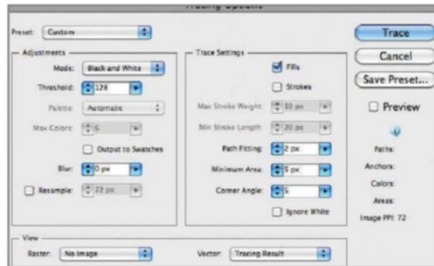 Tracing Options
Preset: Custom
Trace
Cancel
Save Preset...
Preview
Adjustments
Mode: Black and White
Threshold: 128
Palette: Automatic
Max Colors: 6
Output to Swatches
Blur: 0 px
Resample: 22 px
Trace Settings
Fills
Strokes
Max Stroke Weight: 10 px
Min Stroke Length: 20 px
Path Fitting: 2 px
Minimum Area: 5 px
Corner Angle: 5
Ignore White
Paths:
Anchors:
Colors:
Areas:
Image PPI: 72
View
Raster: No Image
Vector: Tracing Result